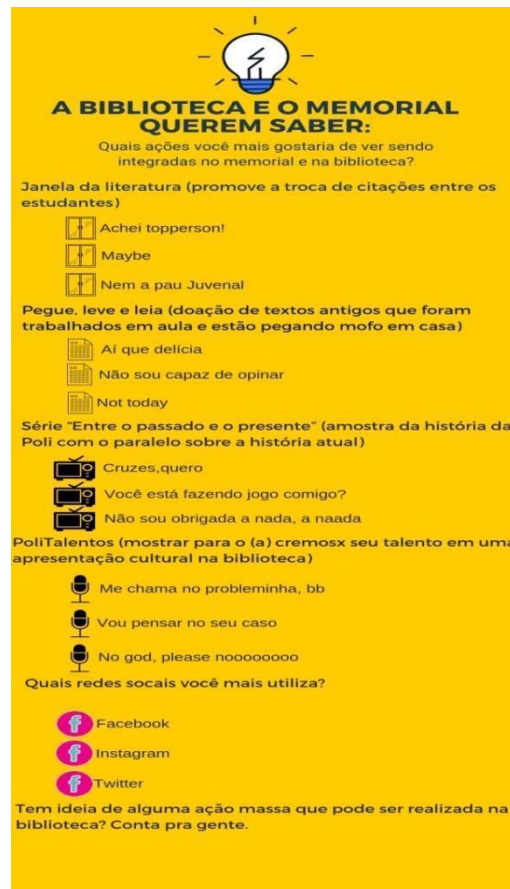 A BIBLIOTECA E O MEMORIAL
QUEREM SABER:
Quais ações você mais gostaria de ver sendo
integradas no memorial e na biblioteca?
Janela da literatura (promove a troca de citações entre os
estudantes)
Achei topperson!
Maybe
Nem a pau Juvenal
Pegue, leve e leia (doação de textos antigos que foram
trabalhados em aula e estão pegando mofo em casa)
Aí que delícia
Não sou capaz de opinar
Not today
Série "Entre o passado e o presente" (amostra da história da
Poli com o paralelo sobre a história atual)
Cruzes,quero
Você está fazendo jogo comigo?
Não sou obrigada a nada, a naada
PoliTalentos (mostrar para o (a) cremosx seu talento em uma
apresentação cultural na biblioteca)
Me chama no probleminha, bb
Vou pensar no seu caso
No god, please nooooooooo
Quais redes socais você mais utiliza?
f Facebook
f Instagram
f Twitter
Tem ideia de alguma ação massa que pode ser realizada na
biblioteca? Conta pra gente.